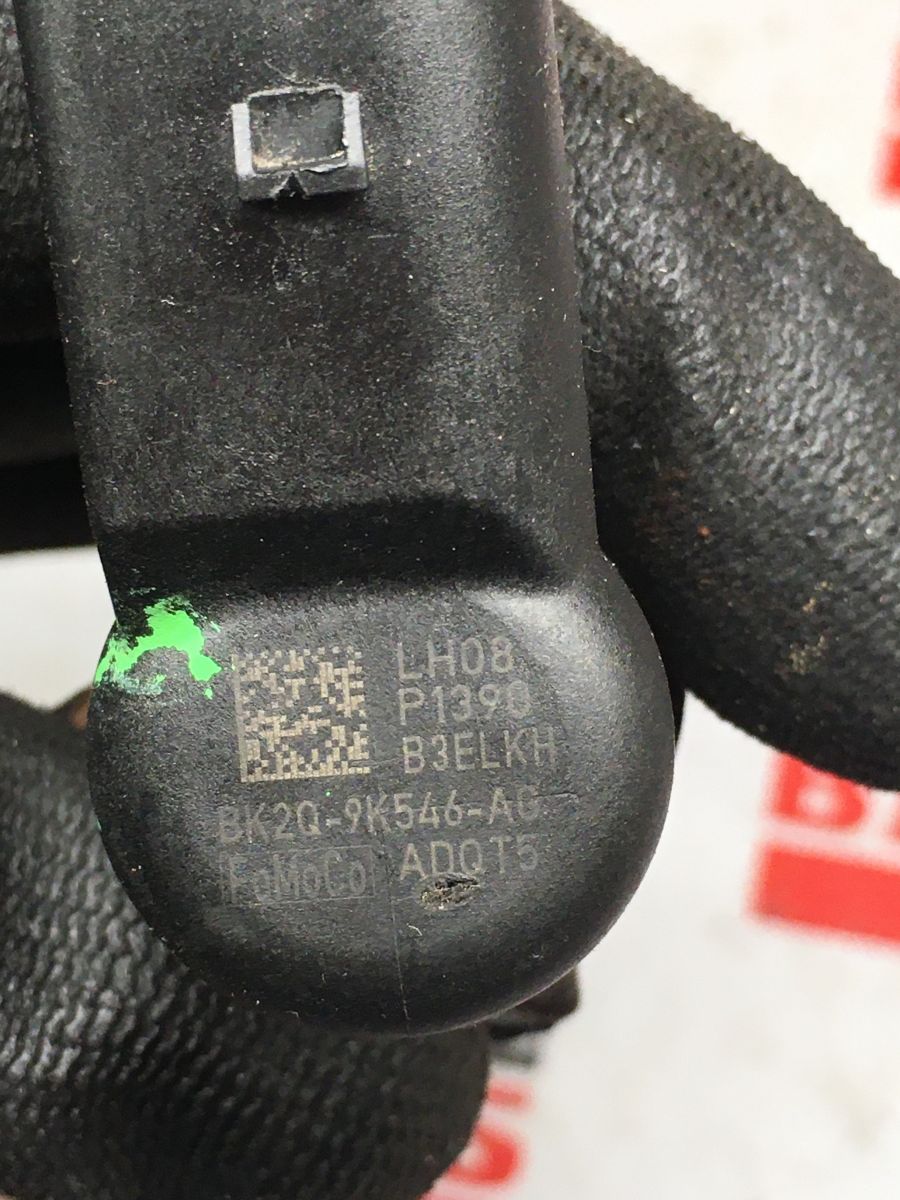 LH08
P1390
B3ELKH
BK2Q-9K546-AG
FoMoCo ADQT5